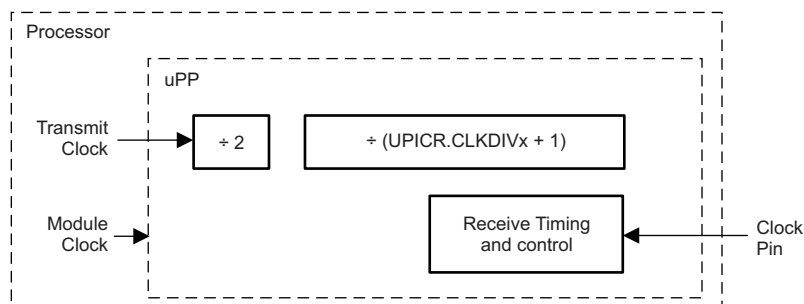 Processor
uPP
Transmit
Clock
÷ 2
÷ (UPICR.CLKDIVx + 1)
Module
Clock
Receive Timing
and control
Clock
Pin